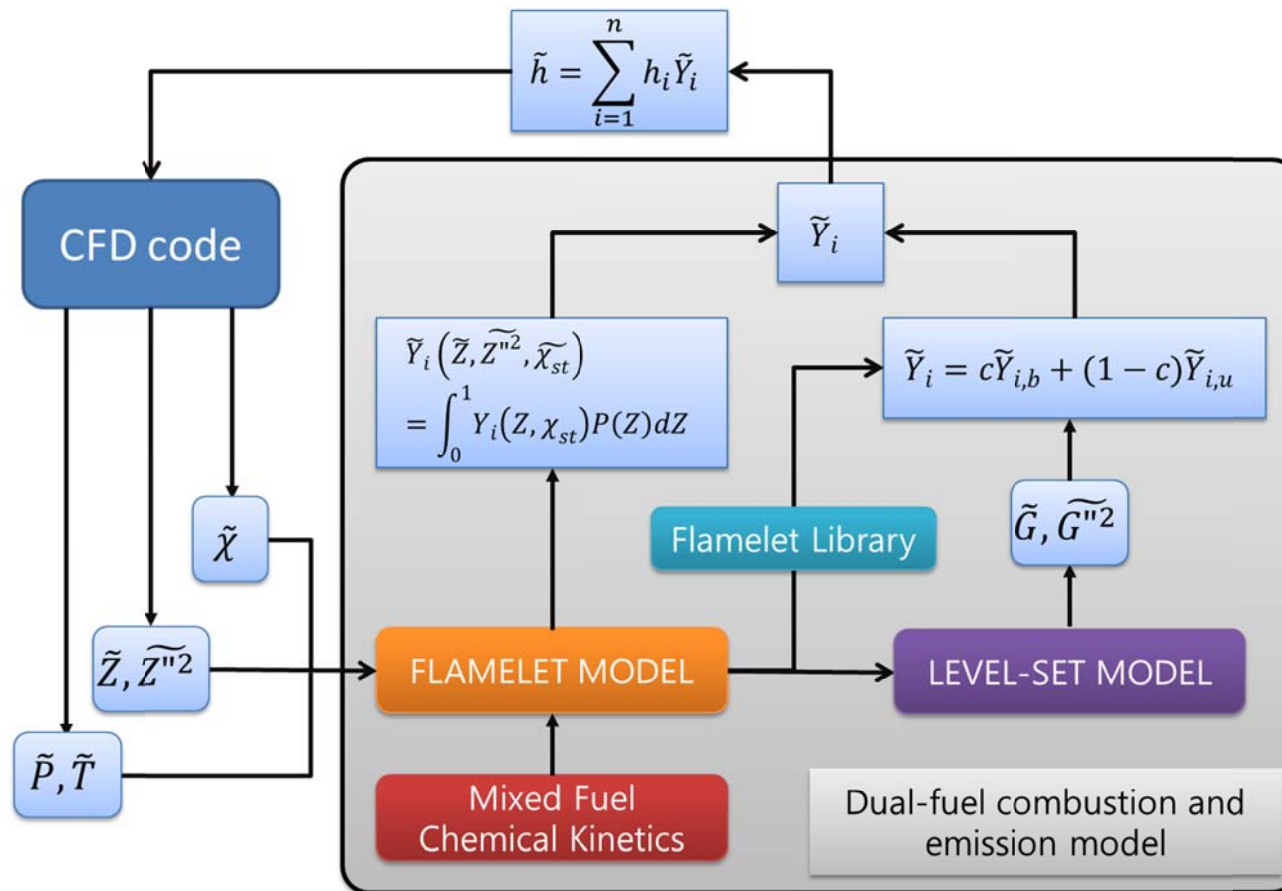 h̃ = ∑_{i=1}^{n} h_i Ỹ_i
CFD code
Ỹ_i
Ỹ_i(Z̃, Z̃"², χ̃_st)
= ∫_0^1 Y_i(Z, χ_st)P(Z)dZ
Ỹ_i = cỸ_{i,b} + (1 − c)Ỹ_{i,u}
χ̃
Flamelet Library
G̃, G̃"²
Z̃, Z̃"²
FLAMELET MODEL
LEVEL-SET MODEL
P̃, T̃
Mixed Fuel
Chemical Kinetics
Dual-fuel combustion and
emission model